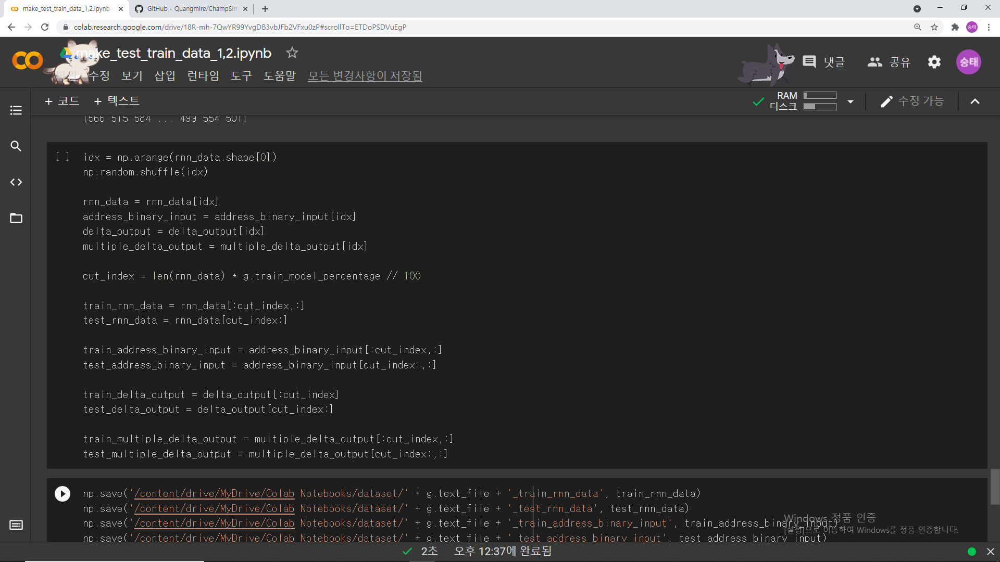 make_test_train_data_1,2.ipynb
GitHub - Quangmire/ChampSim
colab.research.google.com/drive/18R-mh-7QwYR99YvgDB3vbJFb2VFxu0zP#scrollTo=ETDoPSDVuEgP
승태
make_test_train_data_1,2.ipynb
댓글
공유
승태
수정 보기 삽입 런타임 도구 도움말 모든 변경사항이 저장됨
+ 코드 + 텍스트
RAM
디스크
수정 가능
[566 515 584 ... 499 554 501]
[ ] idx = np.arange(rnn_data.shape[0])
np.random.shuffle(idx)
rnn_data = rnn_data[idx]
address_binary_input = address_binary_input[idx]
delta_output = delta_output[idx]
multiple_delta_output = multiple_delta_output[idx]
cut_index = len(rnn_data) * g.train_model_percentage // 100
train_rnn_data = rnn_data[:cut_index,:]
test_rnn_data = rnn_data[cut_index:]
train_address_binary_input = address_binary_input[:cut_index,:]
test_address_binary_input = address_binary_input[cut_index:,:]
train_delta_output = delta_output[:cut_index]
test_delta_output = delta_output[cut_index:]
train_multiple_delta_output = multiple_delta_output[:cut_index,:]
test_multiple_delta_output = multiple_delta_output[cut_index:,:]
np.save('/content/drive/MyDrive/Colab Notebooks/dataset/' + g.text_file + '_train_rnn_data', train_rnn_data)
np.save('/content/drive/MyDrive/Colab Notebooks/dataset/' + g.text_file + '_test_rnn_data', test_rnn_data)
np.save('/content/drive/MyDrive/Colab Notebooks/dataset/' + g.text_file + '_train_address_binary_input', train_address_binary_input)
np.save('/content/drive/MyDrive/Colab Notebooks/dataset/' + g.text_file + '_test_address_binary_input', test_address_binary_input)
Windows 정품 인증
[설정]으로 이동하여 Windows를 정품 인증합니다.
2초 오후 12:37에 완료됨